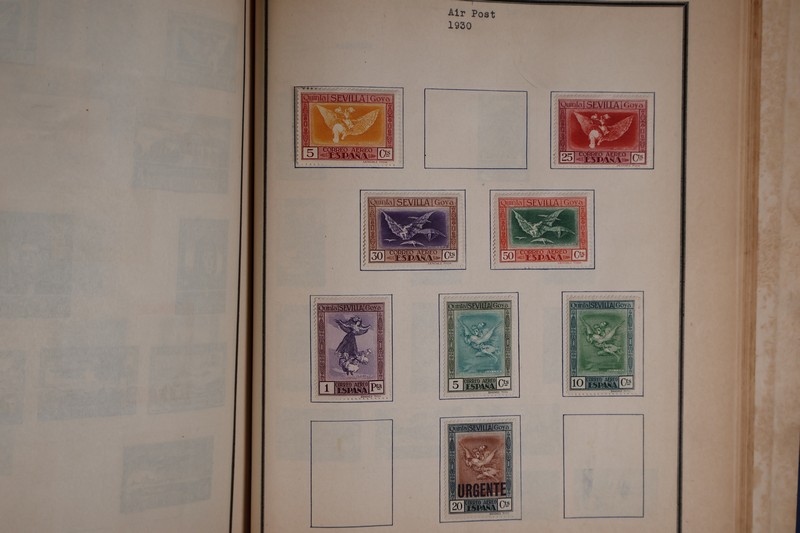 Air Post
1930
Quinta SEVILLA Goya
5 CORREO AEREO Cts
ESPAÑA
Quinta SEVILLA Goya
25 CORREO AEREO Cts
ESPAÑA
Quinta SEVILLA Goya
30 CORREO AEREO Cts
ESPAÑA
Quinta SEVILLA Goya
50 CORREO AEREO Cts
ESPAÑA
Quinta SEVILLA Goya
1 CORREO AEREO Pta
ESPAÑA
Quinta SEVILLA Goya
5 CORREO AEREO Cts
ESPAÑA
Quinta SEVILLA Goya
10 CORREO AEREO Cts
ESPAÑA
Quinta SEVILLA Goya
URGENTE
20 CORREO AEREO Cts
ESPAÑA